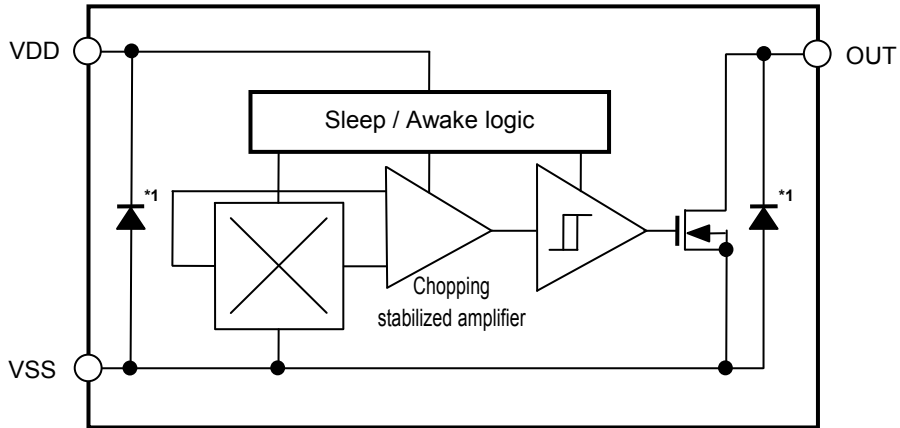 VDD
OUT
Sleep / Awake logic
*1
*1
Chopping
stabilized amplifier
VSS